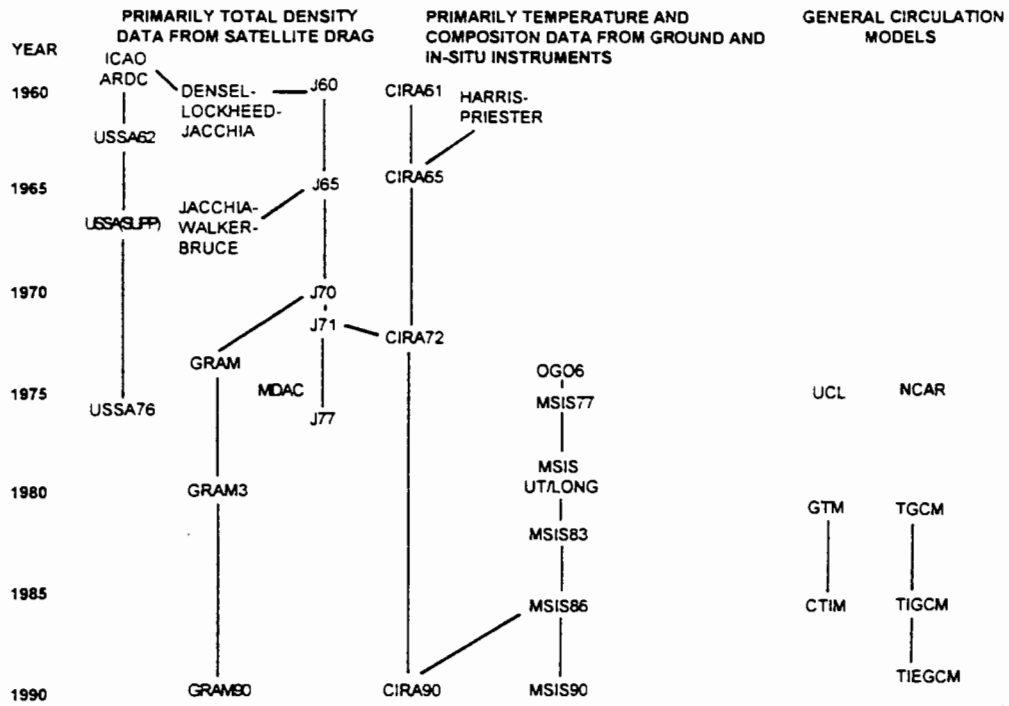 PRIMARILY TOTAL DENSITY
DATA FROM SATELLITE DRAG
PRIMARILY TEMPERATURE AND
COMPOSITON DATA FROM GROUND AND
IN-SITU INSTRUMENTS
GENERAL CIRCULATION
MODELS
YEAR
ICAO
ARDC
1960
DENSEL-
LOCKHEED-
JACCHIA
J60
CIRA61
HARRIS-
PRIESTER
USSA62
1965
J65
CIRA65
USSA(SUPP)
JACCHIA-
WALKER-
BRUCE
1970
J70
J71
CIRA72
GRAM
OGO6
1975
MDAC
MSIS77
UCL
NCAR
USSA76
J77
MSIS
UT/LONG
1980
GRAM3
GTM
TGCM
MSIS83
1985
MSIS86
CTIM
TIGCM
TIEGCM
1990
GRAM90
CIRA90
MSIS90